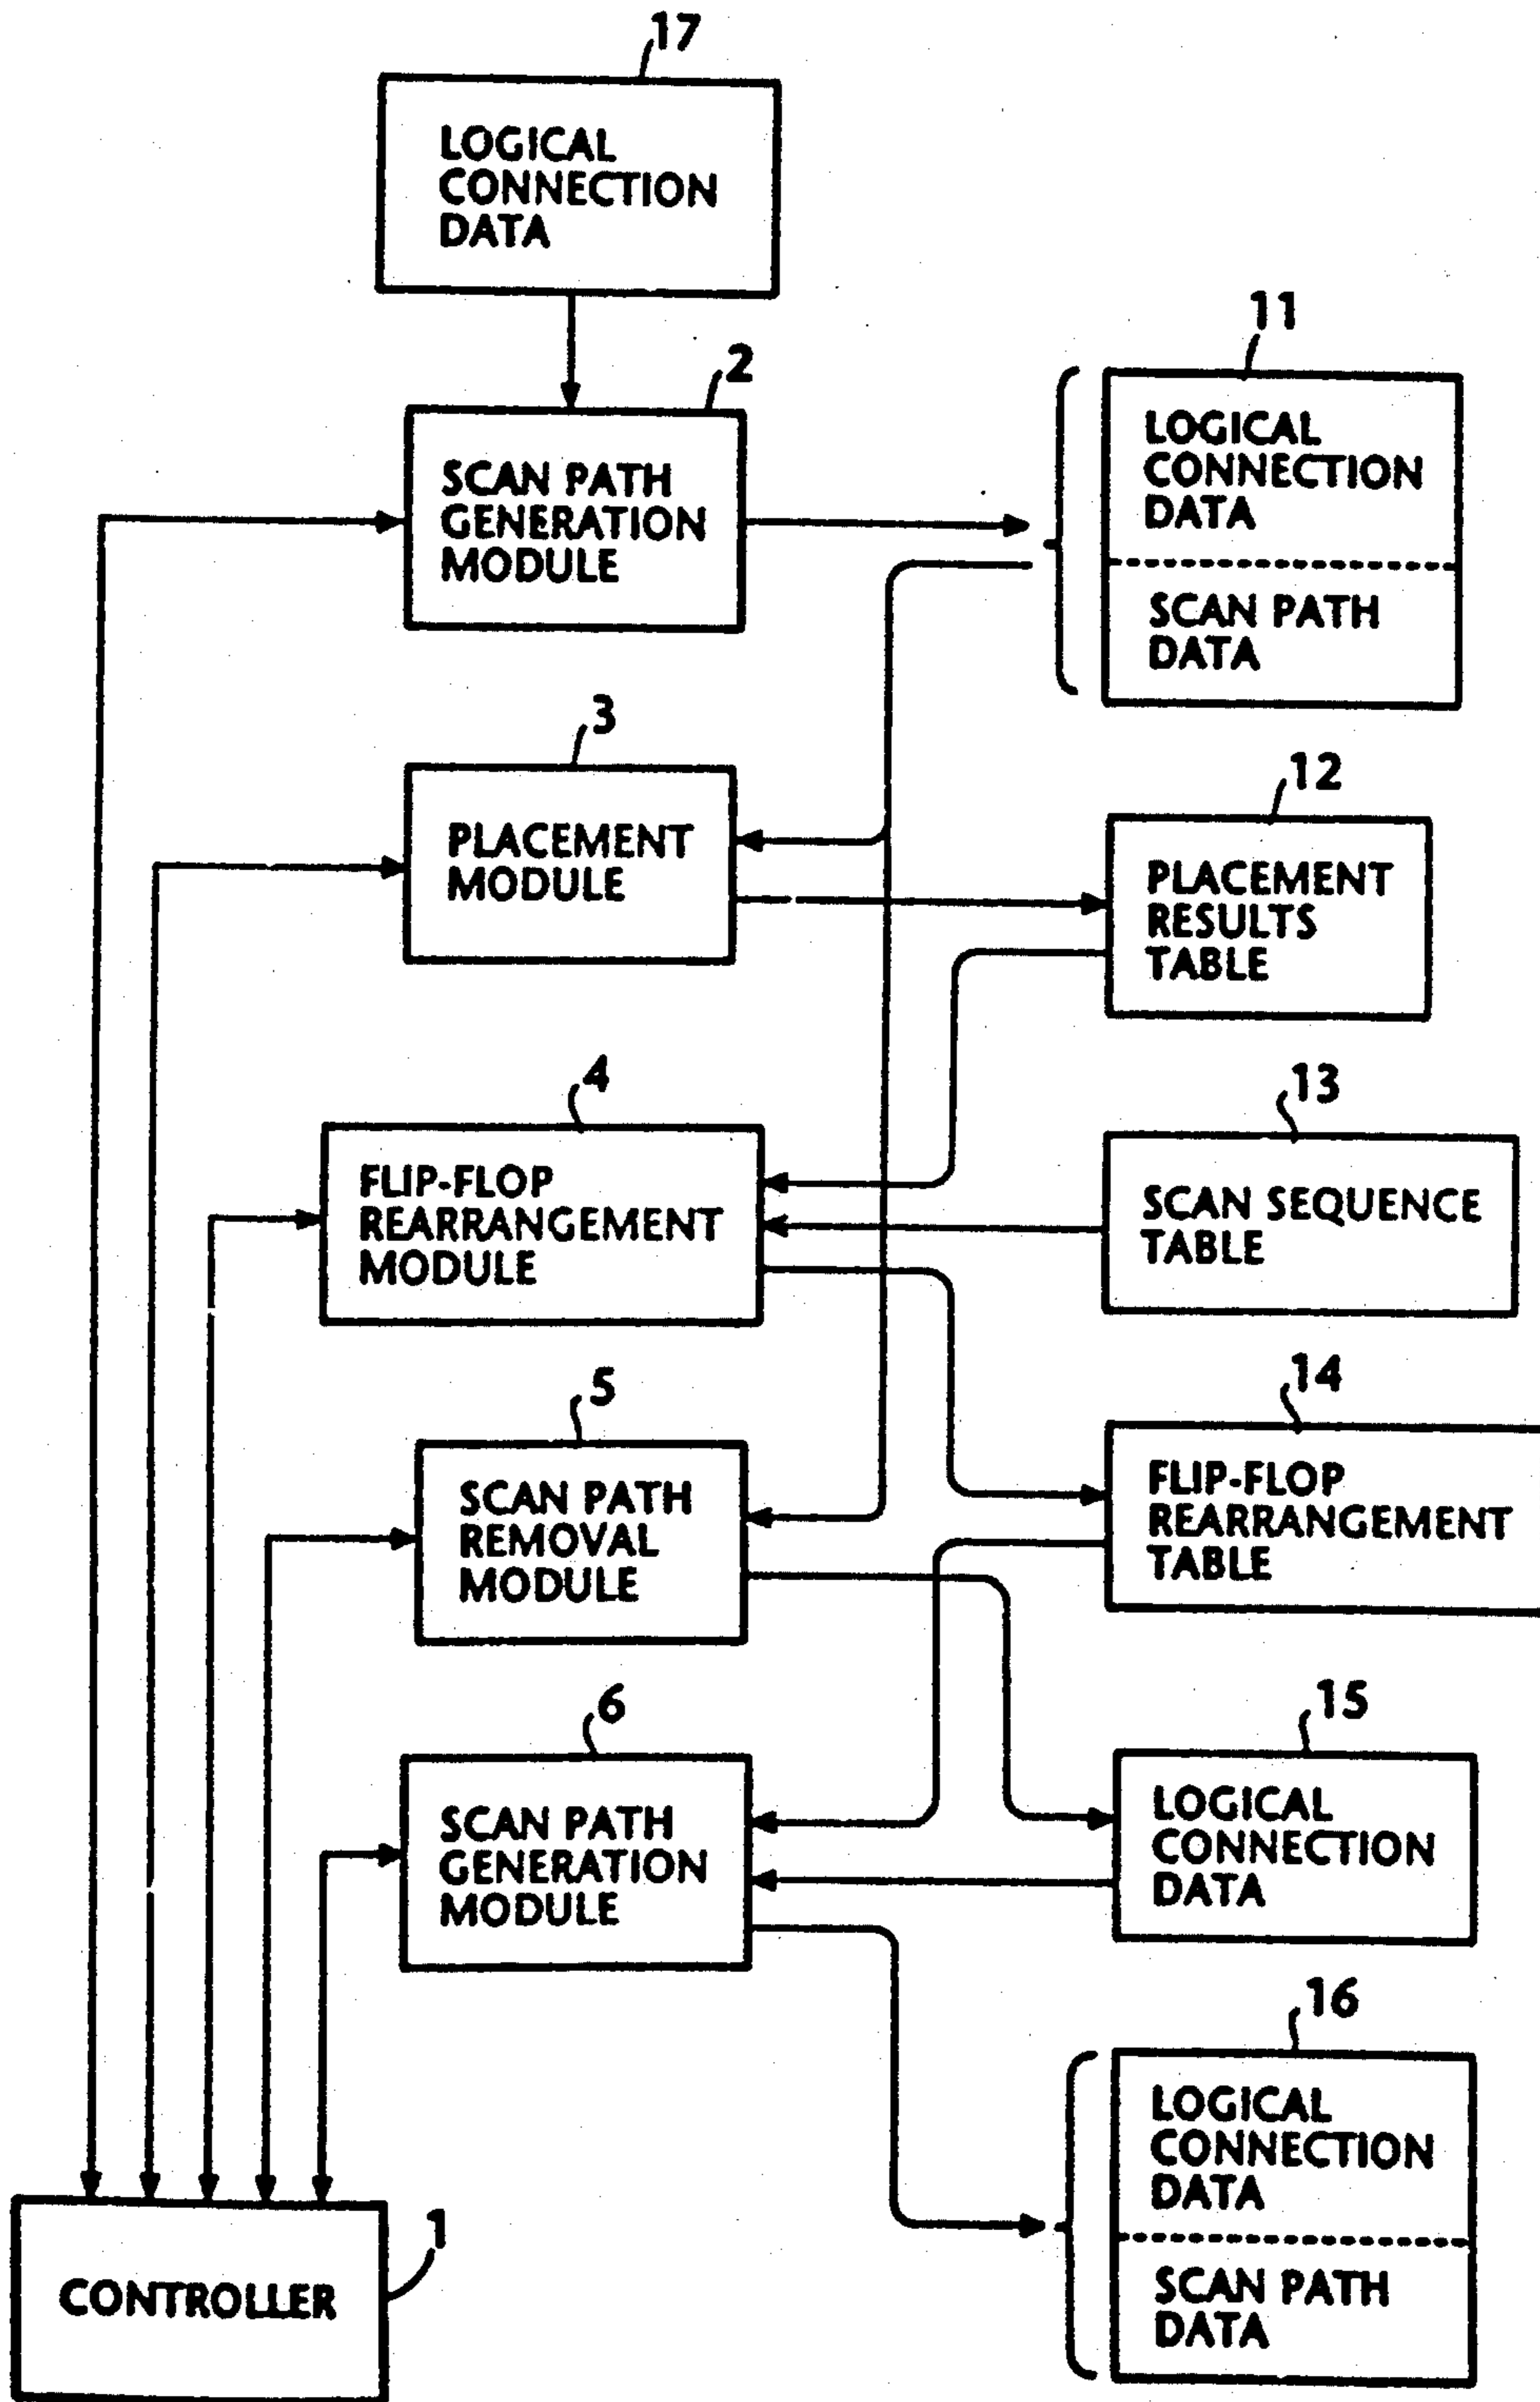 17
LOGICAL
CONNECTION
DATA
2
SCAN PATH
GENERATION
MODULE
11
LOGICAL
CONNECTION
DATA
SCAN PATH
DATA
3
PLACEMENT
MODULE
12
PLACEMENT
RESULTS
TABLE
4
FLIP-FLOP
REARRANGEMENT
MODULE
13
SCAN SEQUENCE
TABLE
5
SCAN PATH
REMOVAL
MODULE
14
FLIP-FLOP
REARRANGEMENT
TABLE
6
SCAN PATH
GENERATION
MODULE
15
LOGICAL
CONNECTION
DATA
16
LOGICAL
CONNECTION
DATA
SCAN PATH
DATA
1
CONTROLLER